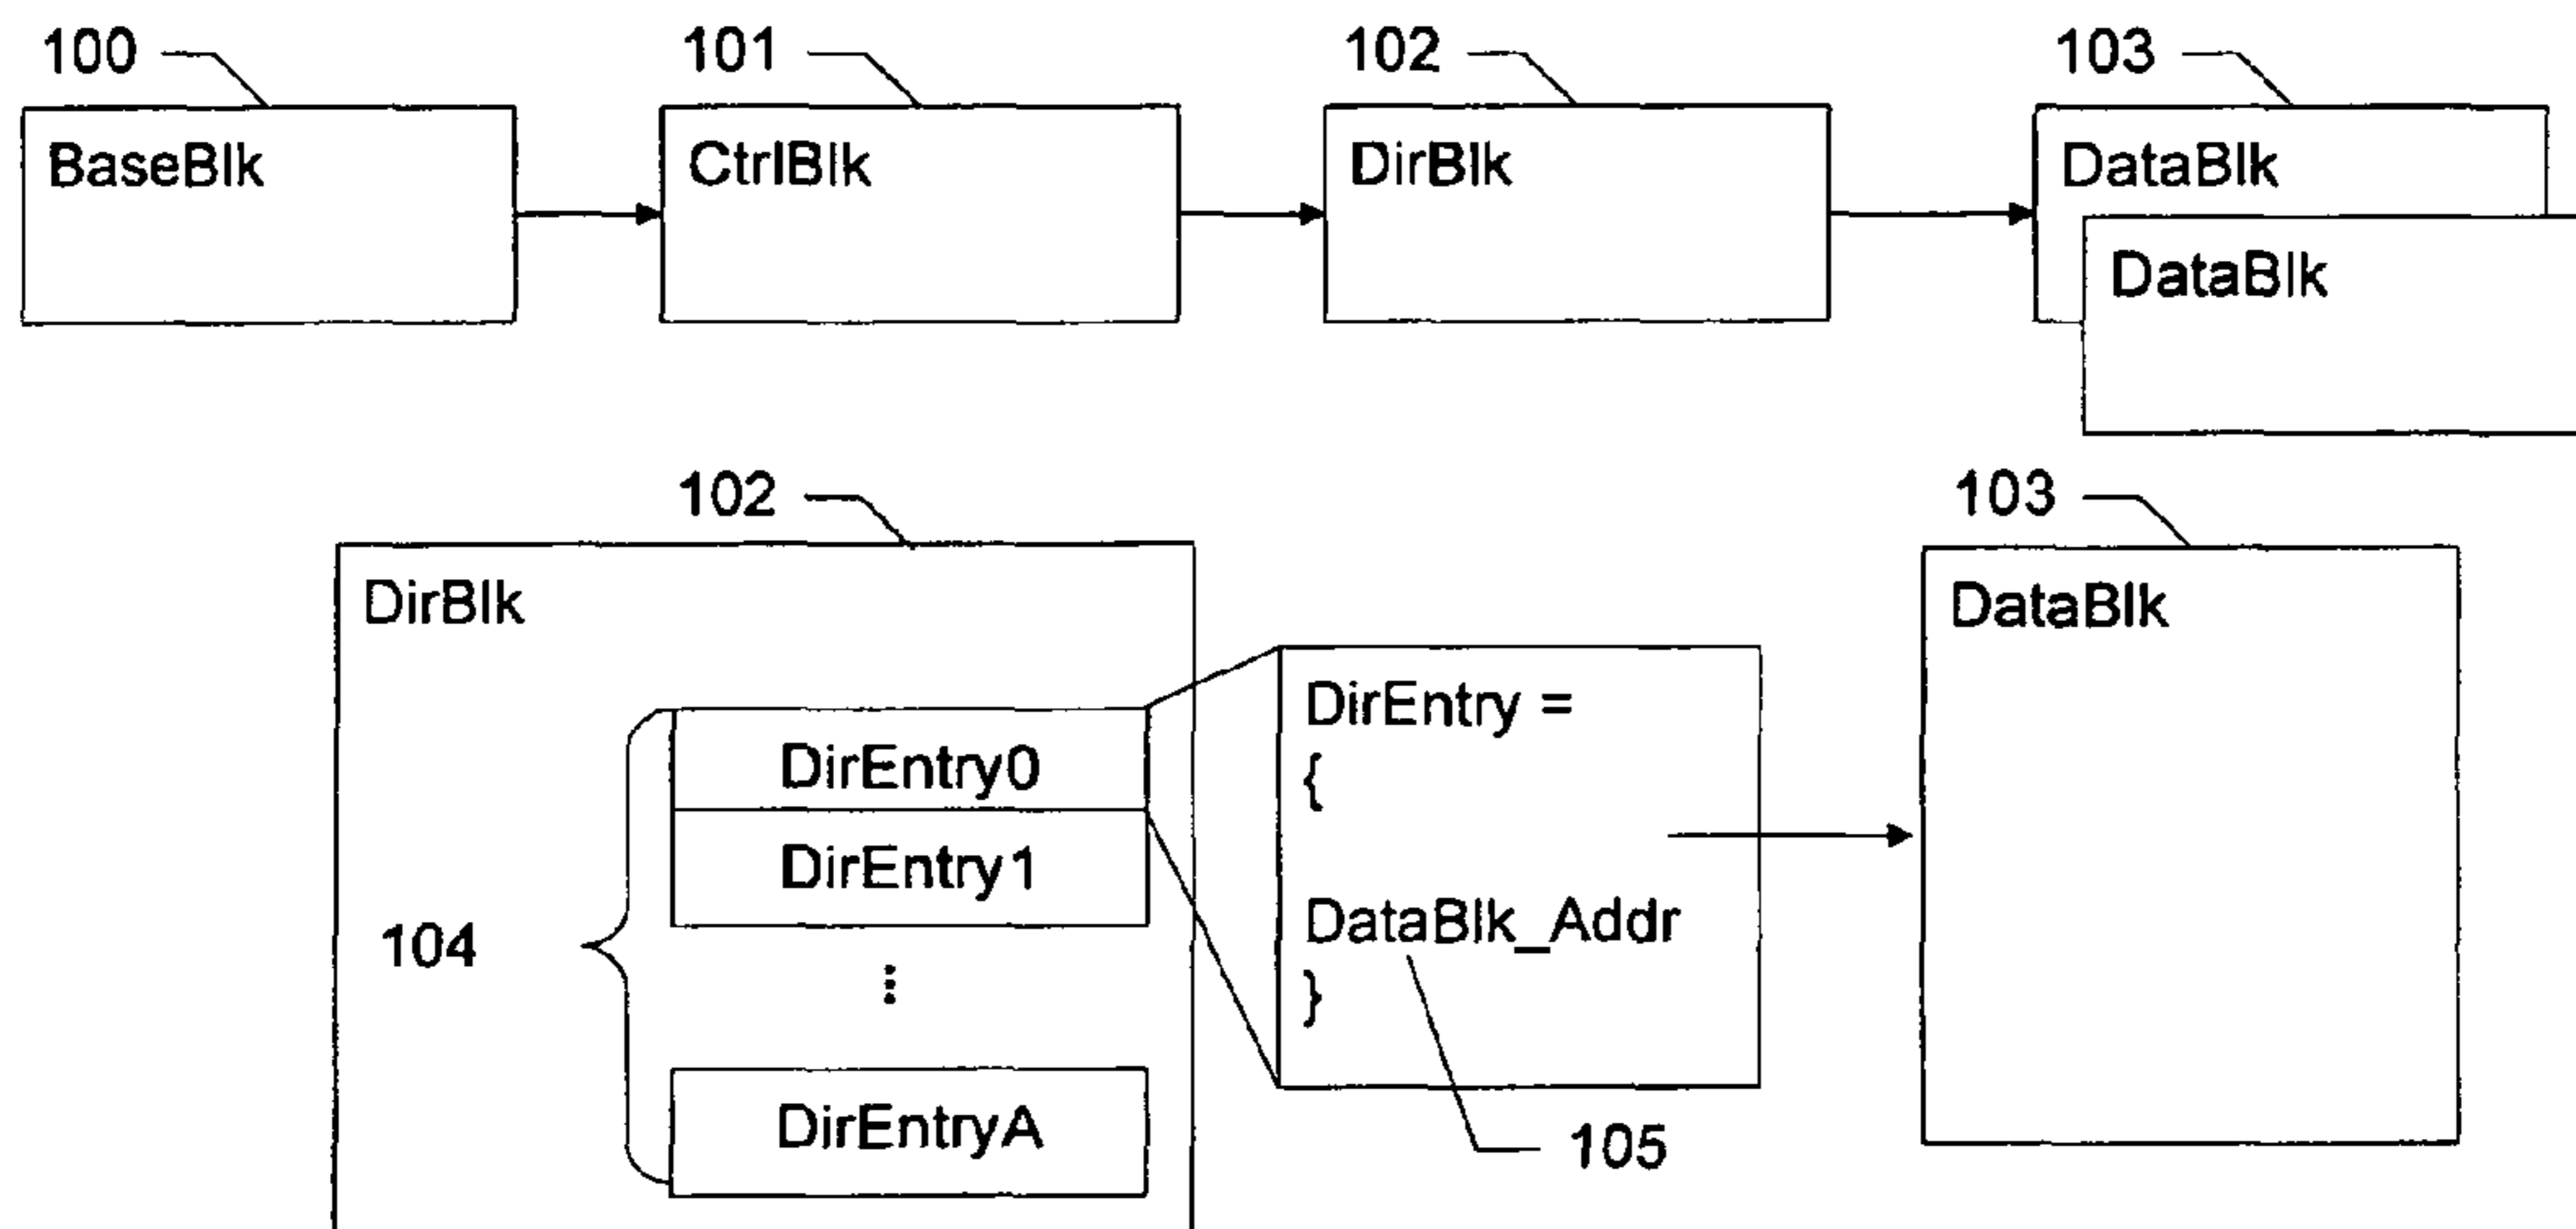 100
101
102
103
BaseBlk
CtrlBlk
DirBlk
DataBlk
DataBlk
102
103
DirBlk
DataBlk
DirEntry =
{
DirEntry0
DirEntry1
DataBlk_Addr
104
}
...
DirEntryA
105